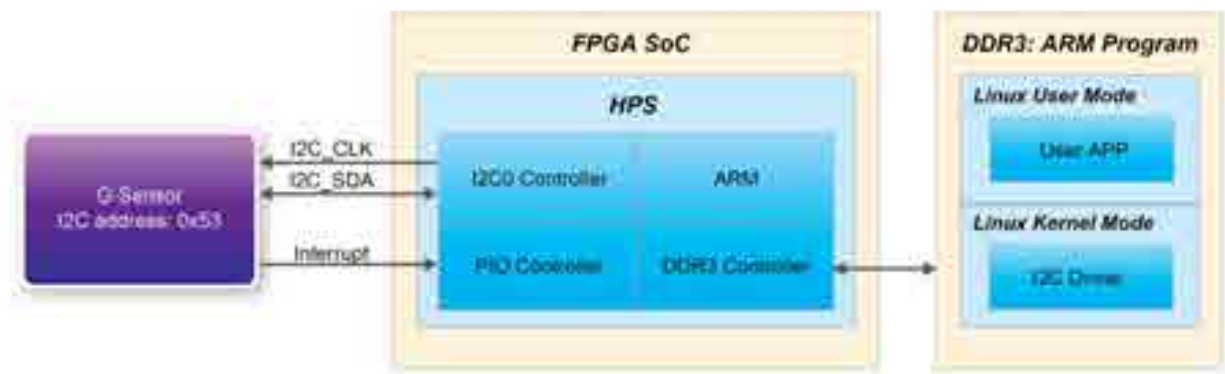 FPGA SoC
HPS
DDR3: ARM Program
Linux User Mode
User APP
I2C_CLK
I2C_SDA
Interrupt
G-Sensor
I2C address: 0x53
I2C0 Controller
ARM
PIO Controller
DDR3 Controller
Linux Kernel Mode
I2C Driver